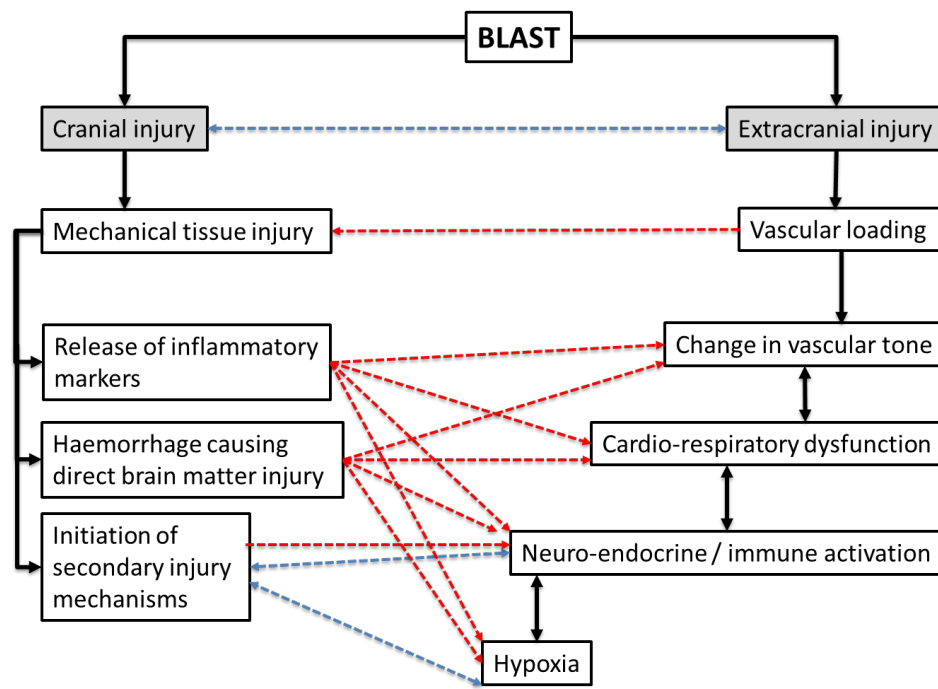 BLAST
Cranial injury
Extracranial injury
Mechanical tissue injury
Vascular loading
Release of inflammatory
markers
Change in vascular tone
Haemorrhage causing
direct brain matter injury
Cardio-respiratory dysfunction
Initiation of
secondary injury
mechanisms
Neuro-endocrine / immune activation
Hypoxia